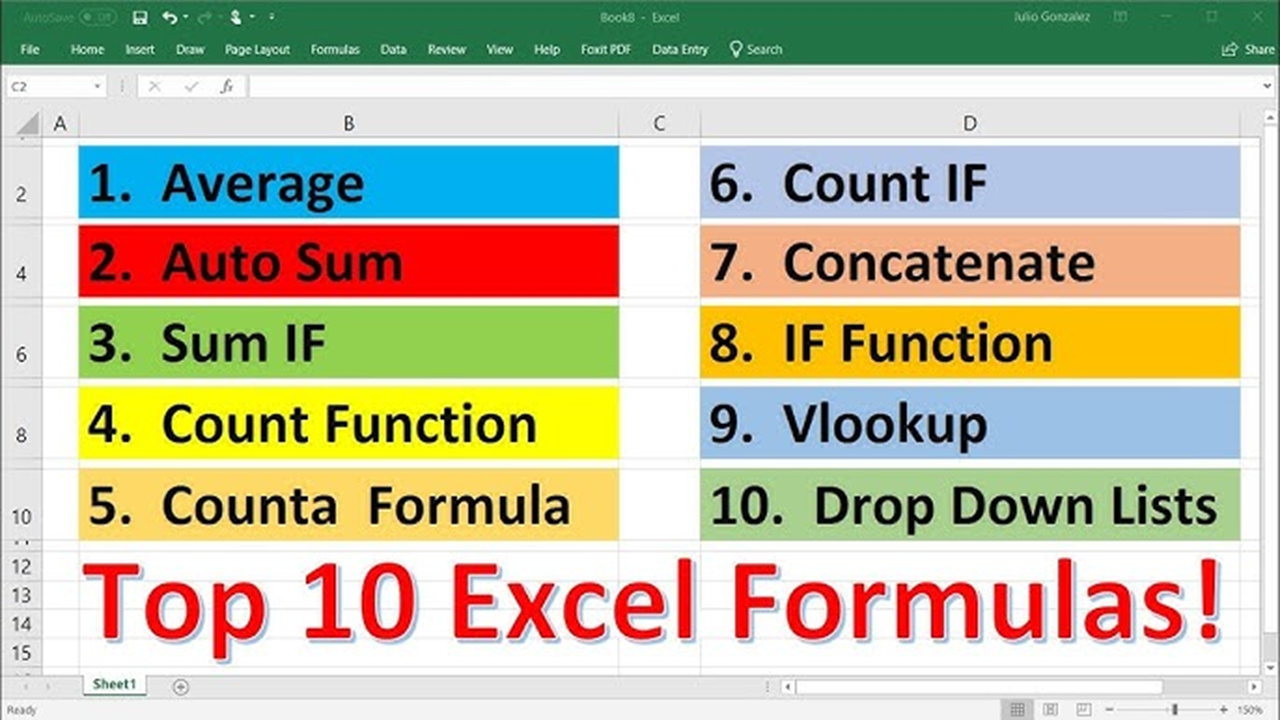 AutoSave Off
Book8 - Excel
Julio Gonzalez
File Home Insert Draw Page Layout Formulas Data Review View Help Foxit PDF Data Entry Search Share
C2
fx
A B C D
2
1. Average
6. Count IF
4
2. Auto Sum
7. Concatenate
6
3. Sum IF
8. IF Function
8
4. Count Function
9. Vlookup
10
5. Counta Formula
10. Drop Down Lists
12
13
14
15
Top 10 Excel Formulas!
Sheet1
Ready
150%